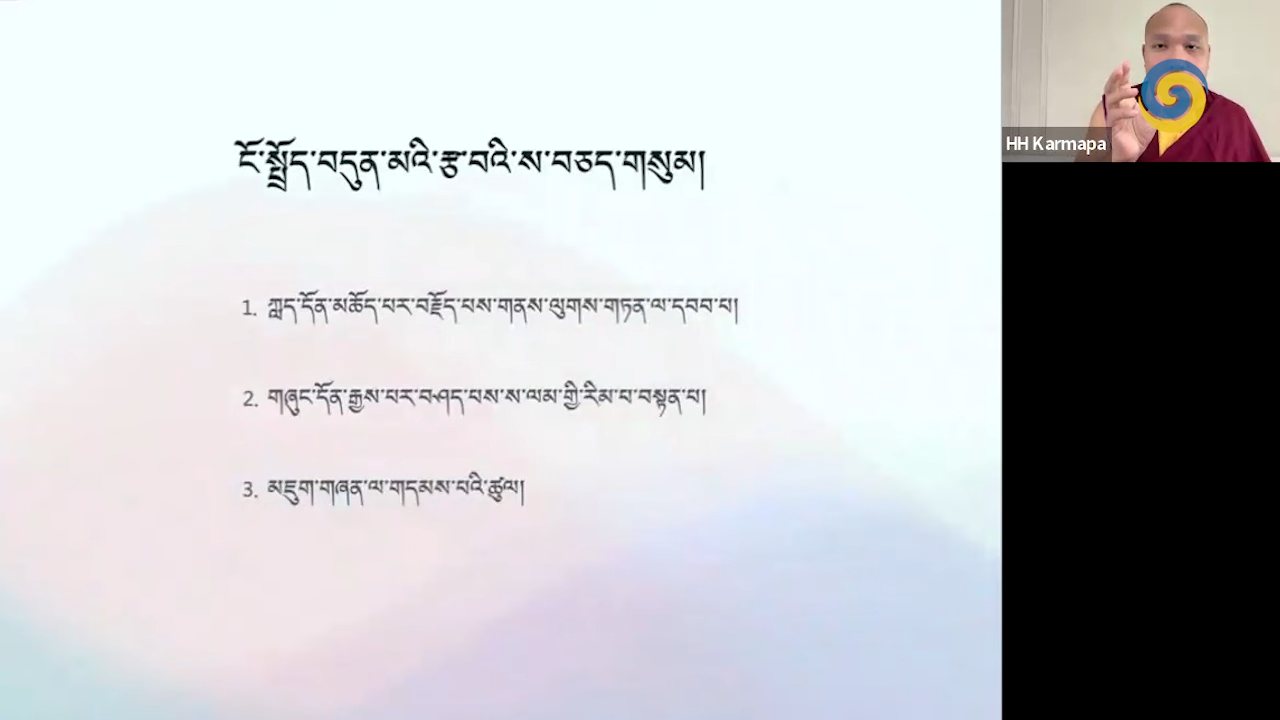 ངོ་སྤྲོད་བདུན་མའི་རྩ་བའི་ས་བཅད་གསུམ།
1. ཀླད་དོན་མཆོད་པར་བརྗོད་པས་གནས་ལུགས་གཏན་ལ་དབབ་པ།
2. གཞུང་དོན་རྒྱས་པར་བཤད་པས་ས་ལམ་གྱི་རིམ་པ་བསྟན་པ།
3. མཇུག་གཞན་ལ་གདམས་པའི་ཚུལ།
HH Karmapa